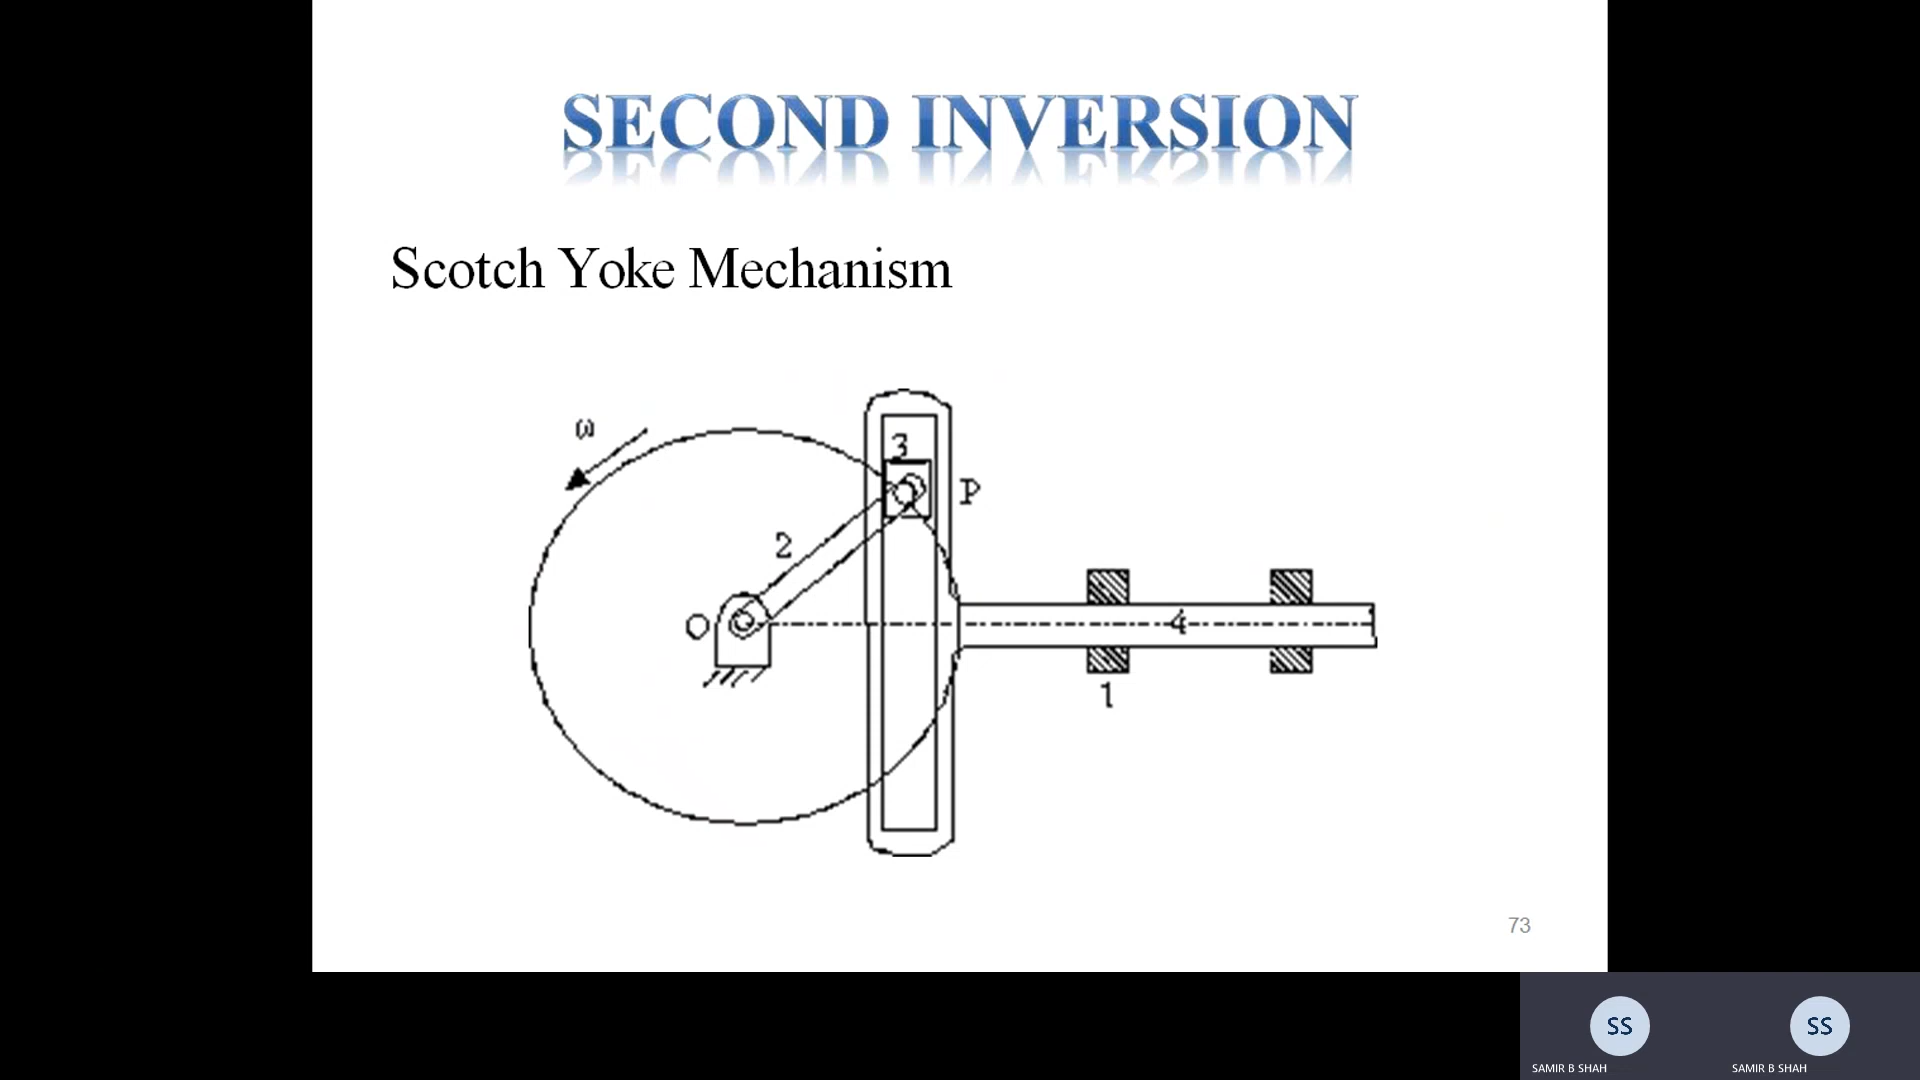 SECOND INVERSION
Scotch Yoke Mechanism
ω
3
P
2
O
4
1
73
SS SS
SAMIR B SHAH SAMIR B SHAH